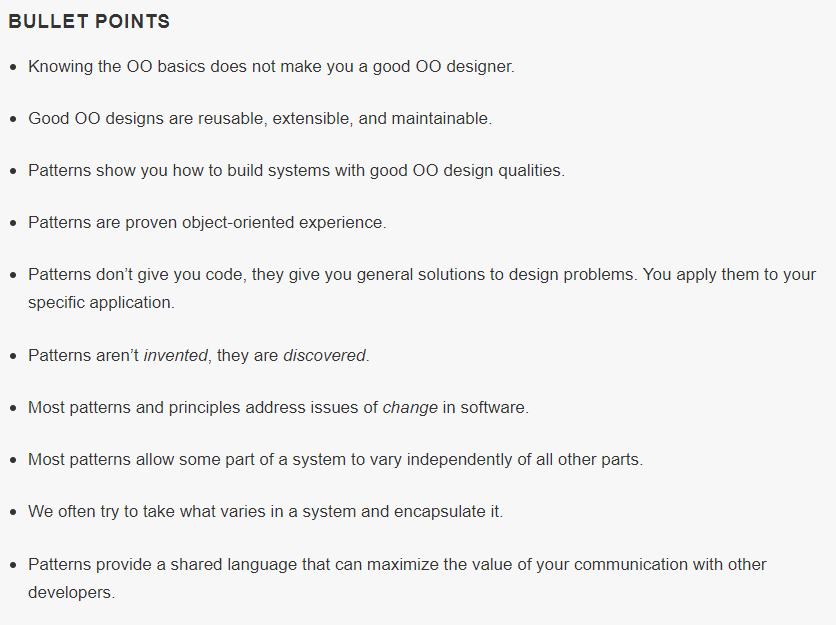 BULLET POINTS
• Knowing the OO basics does not make you a good OO designer.
• Good OO designs are reusable, extensible, and maintainable.
• Patterns show you how to build systems with good OO design qualities.
• Patterns are proven object-oriented experience.
• Patterns don’t give you code, they give you general solutions to design problems. You apply them to your
specific application.
• Patterns aren’t invented, they are discovered.
• Most patterns and principles address issues of change in software.
• Most patterns allow some part of a system to vary independently of all other parts.
• We often try to take what varies in a system and encapsulate it.
• Patterns provide a shared language that can maximize the value of your communication with other
developers.